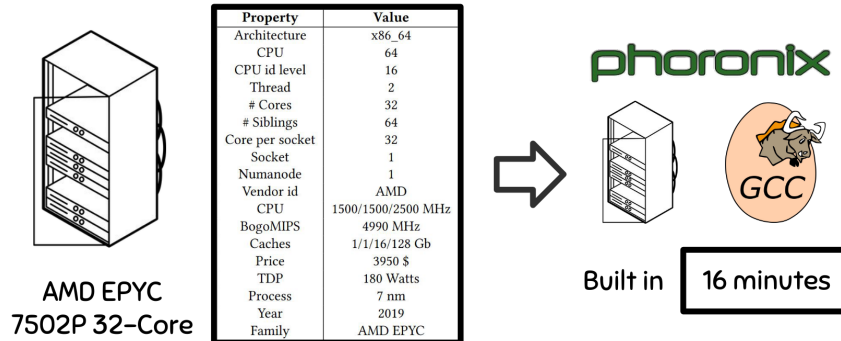 Property Value
Architecture x86_64
CPU 64
CPU id level 16
Thread 2
# Cores 32
# Siblings 64
Core per socket 32
Socket 1
Numanode 1
Vendor id AMD
CPU 1500/1500/2500 MHz
BogoMIPS 4990 MHz
Caches 1/1/16/128 Gb
Price 3950 $
TDP 180 Watts
Process 7 nm
Year 2019
Family AMD EPYC
AMD EPYC
7502P 32-Core
phoronix
GCC
Built in 16 minutes